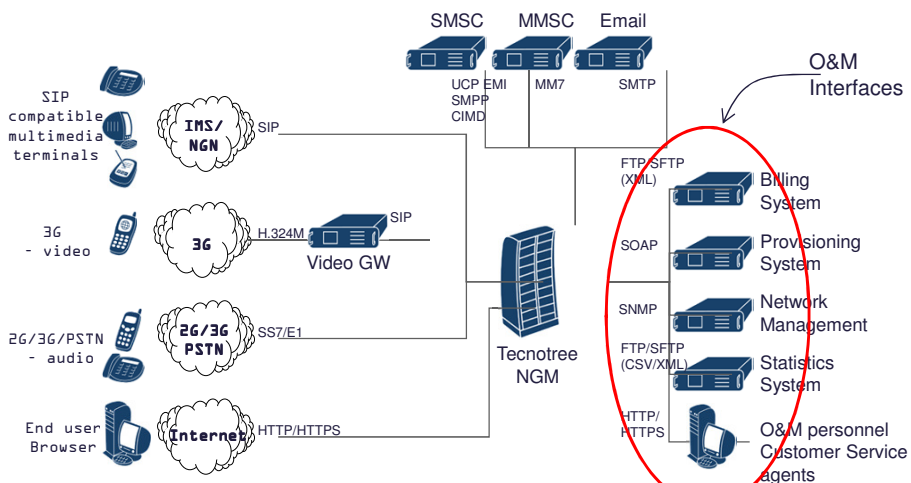 SMSC
MMSC
Email
UCP EMI
SMPP
CIMD
MM7
SMTP
O&M
Interfaces
SIP
compatible
multimedia
terminals
IMS/
NGN
SIP
FTP/SFTP
(XML)
Billing
System
3G
- video
3G
H.324M
SIP
Video GW
SOAP
Provisioning
System
SNMP
Network
Management
2G/3G/PSTN
- audio
2G/3G
PSTN
SS7/E1
Tecnotree
NGM
FTP/SFTP
(CSV/XML)
Statistics
System
End user
Browser
Internet
HTTP/HTTPS
HTTP/
HTTPS
O&M personnel
Customer Service
agents